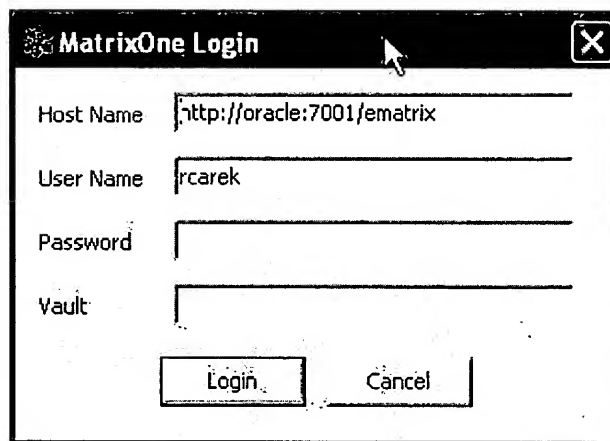 MatrixOne Login
Host Name http://oracle:7001/ematrix
User Name rcarek
Password
Vault
Login Cancel